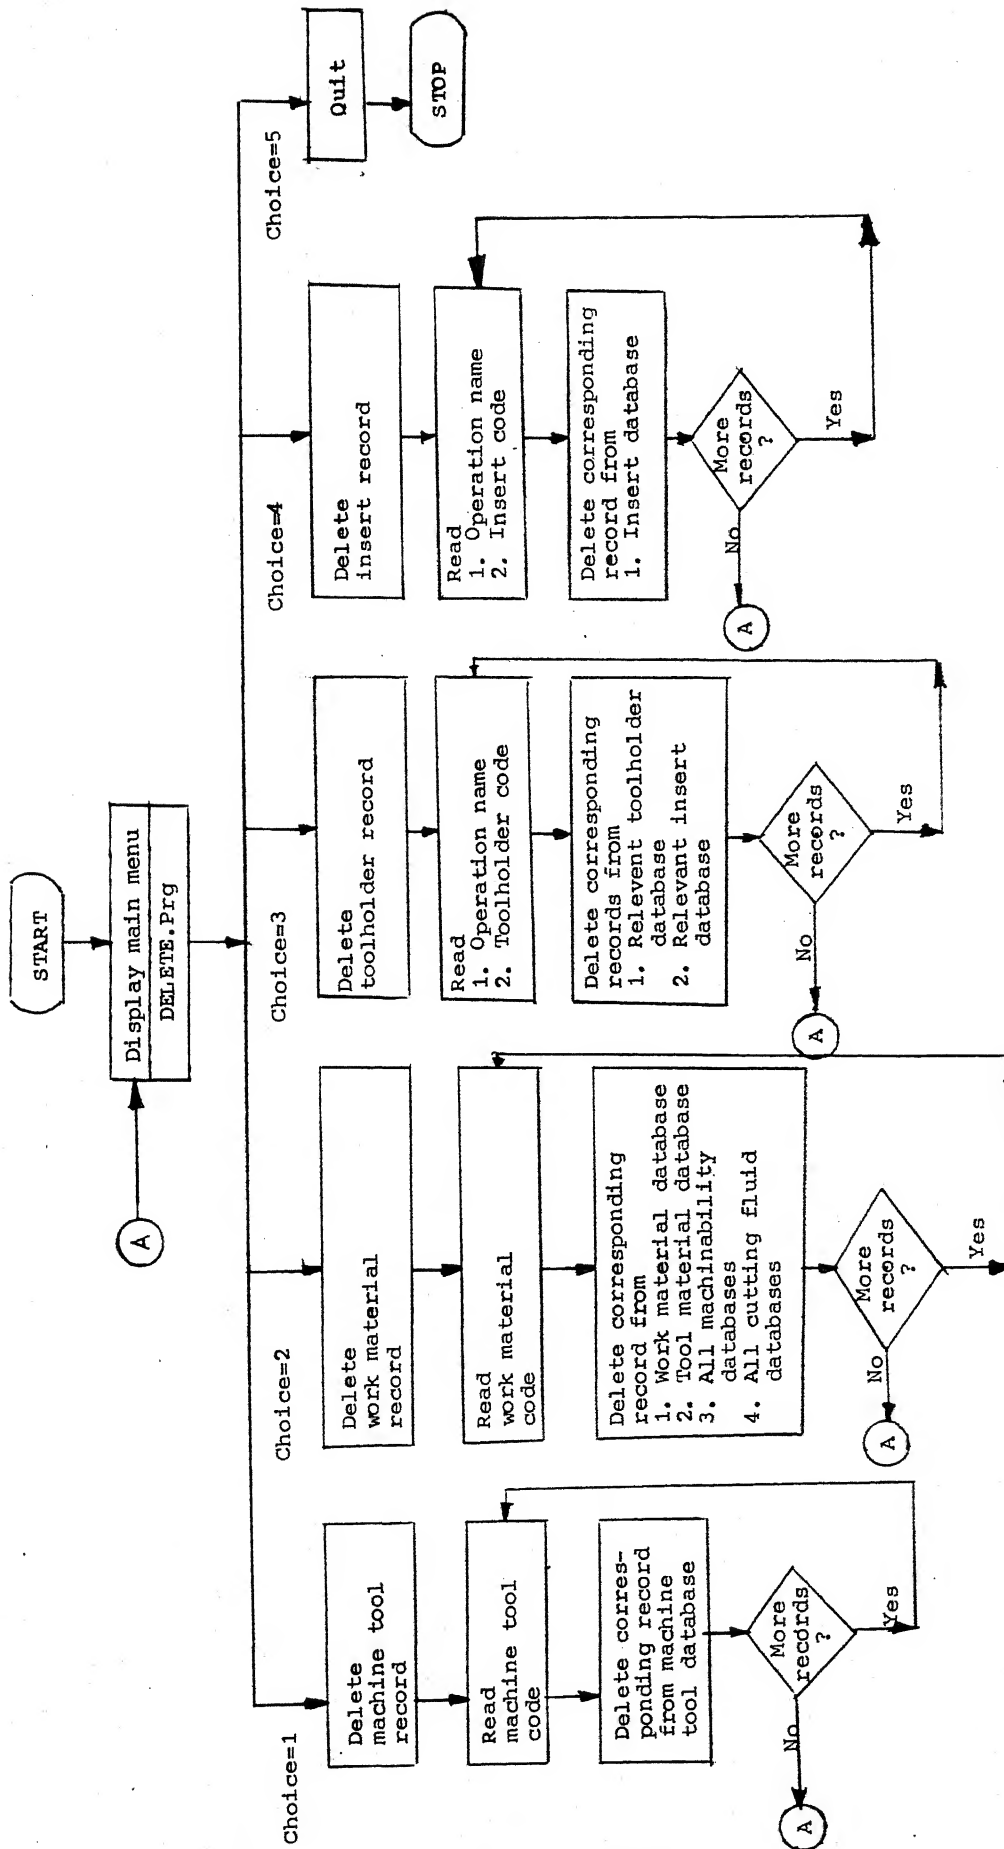 START
Display main menu
DELETE.Prg
A
Choice=1
Delete
machine tool
record
Read
machine tool
code
Delete corres-
ponding record
from machine
tool database
More
records
?
No
Yes
A
Choice=2
Delete
work material
record
Read
work material
code
Delete corresponding
record from
1. Work material database
2. Tool material database
3. All machinability
databases
4. All cutting fluid
databases
More
records
?
No
Yes
A
Choice=3
Delete
toolholder record
Read
1. Operation name
2. Toolholder code
Delete corresponding
records from
1. Relevent toolholder
database
2. Relevant insert
database
More
records
?
No
Yes
A
Choice=4
Delete
insert record
Read
1. Operation name
2. Insert code
Delete corresponding
record from
1. Insert database
More
records
?
No
Yes
A
Choice=5
Quit
STOP